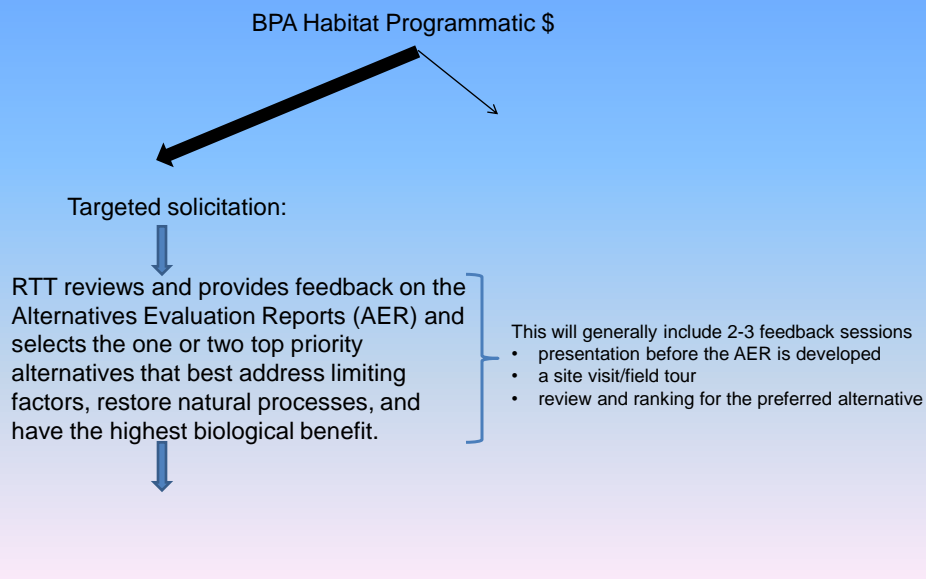 BPA Habitat Programmatic $
Targeted solicitation:
RTT reviews and provides feedback on the
Alternatives Evaluation Reports (AER) and
selects the one or two top priority
alternatives that best address limiting
factors, restore natural processes, and
have the highest biological benefit.
This will generally include 2-3 feedback sessions
• presentation before the AER is developed
• a site visit/field tour
• review and ranking for the preferred alternative